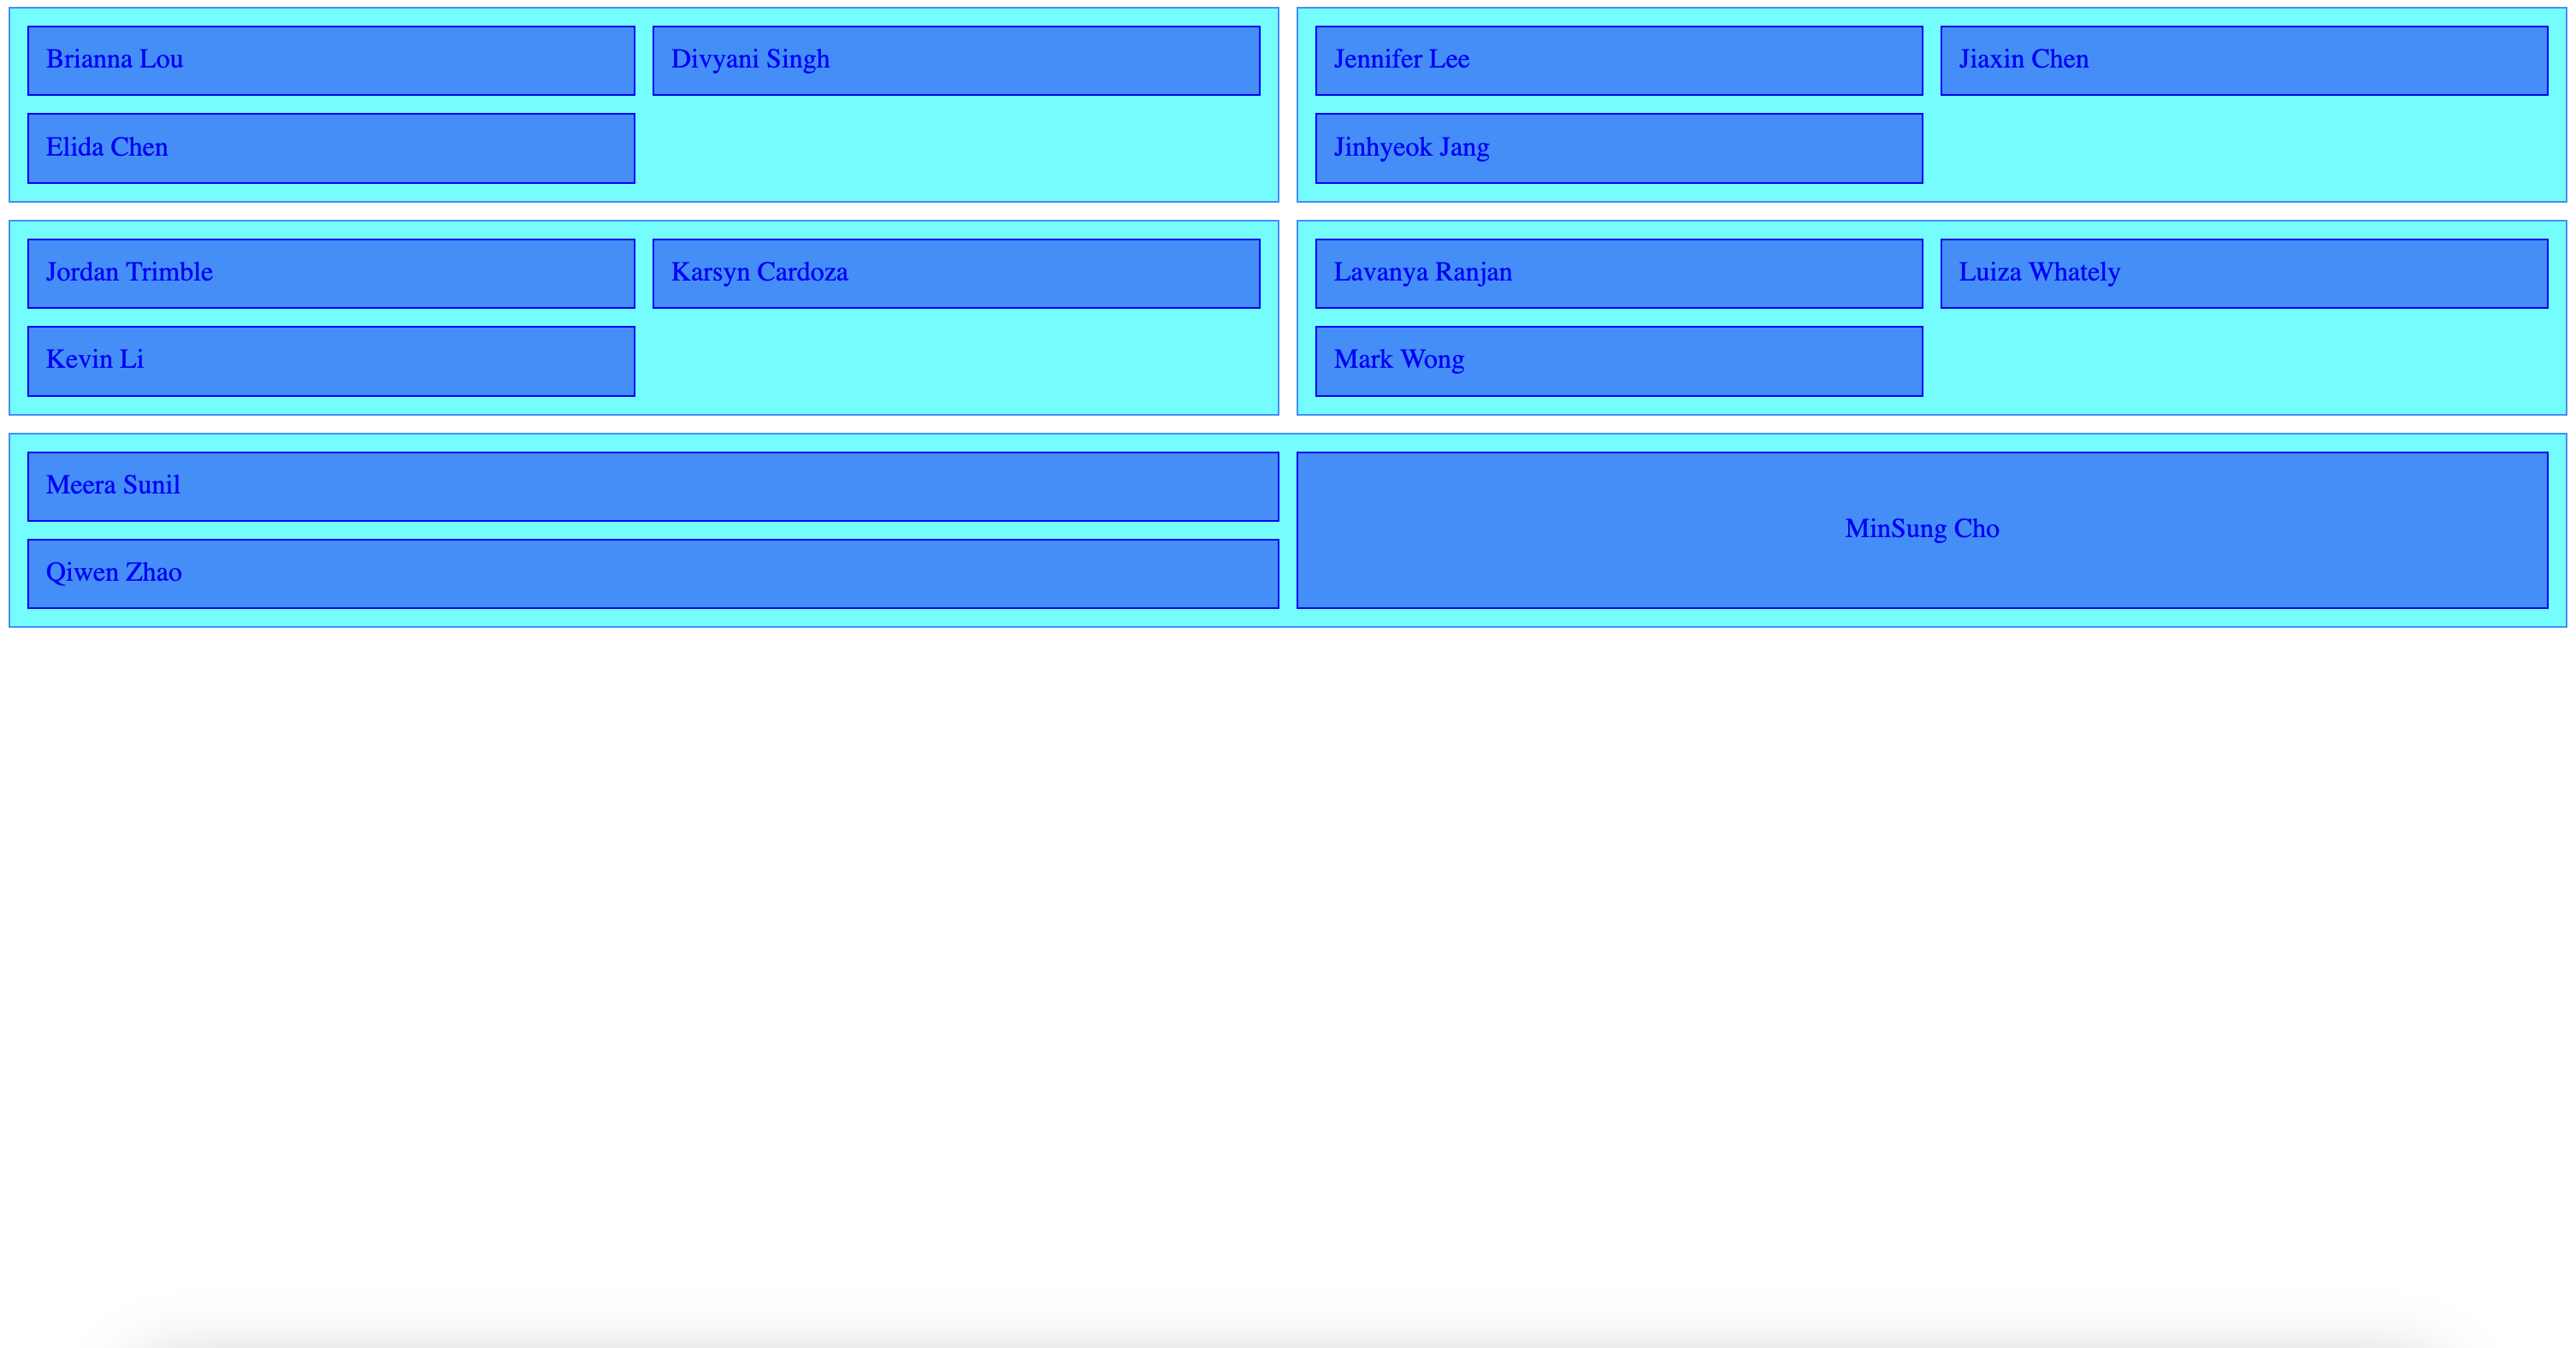 Brianna Lou
Divyani Singh
Elida Chen
Jennifer Lee
Jiaxin Chen
Jinhyeok Jang
Jordan Trimble
Karsyn Cardoza
Kevin Li
Lavanya Ranjan
Luiza Whately
Mark Wong
Meera Sunil
MinSung Cho
Qiwen Zhao